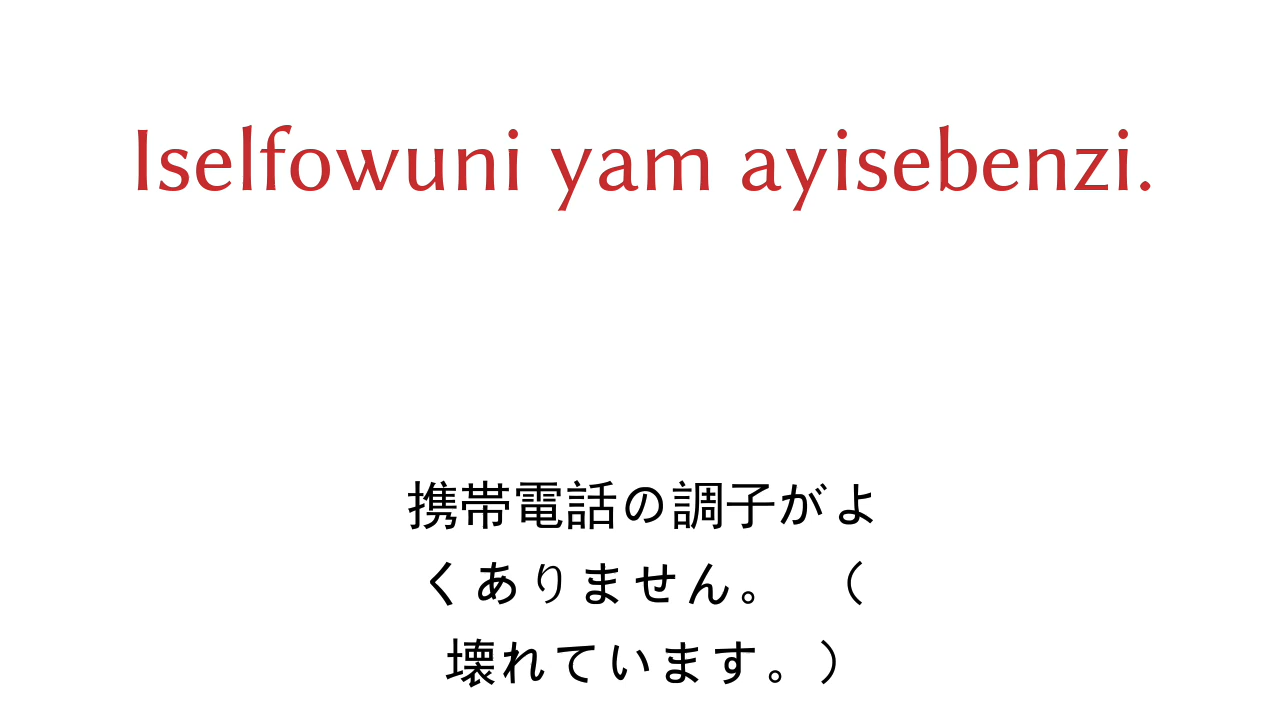 Iselfowuni yam ayisebenzi.
携帯電話の調子がよ
くありません。　（
壊れています。）